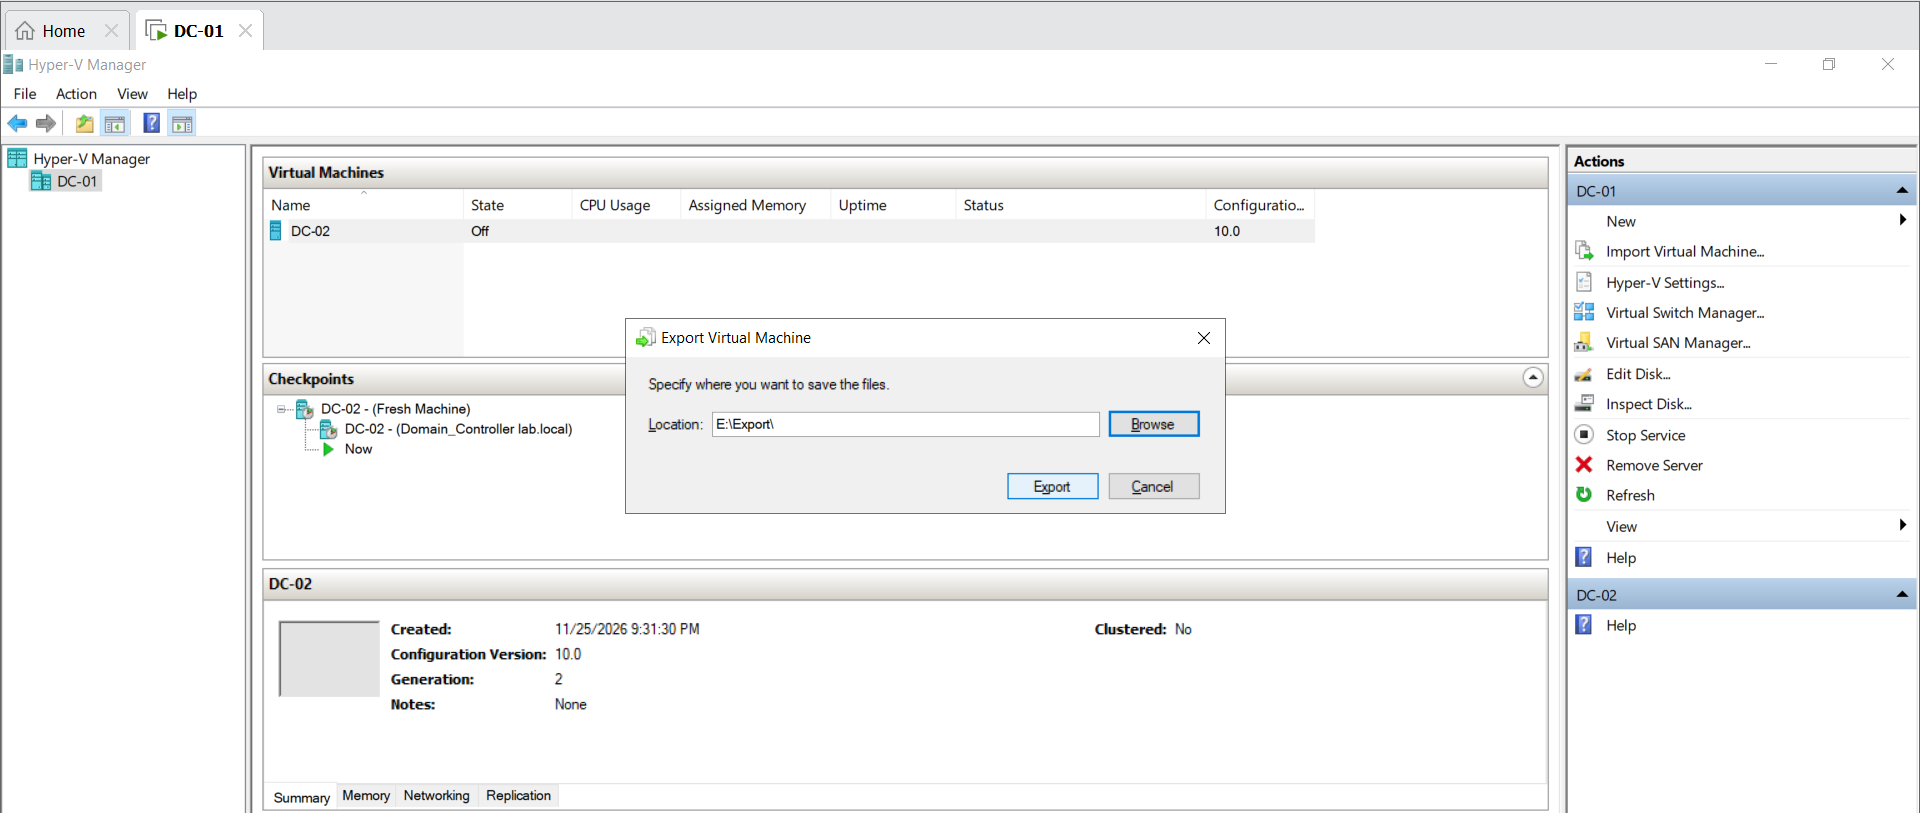 Home
DC-01
Hyper-V Manager
File Action View Help
Hyper-V Manager
DC-01
Virtual Machines
Name State CPU Usage Assigned Memory Uptime Status Configuratio...
DC-02 Off 10.0
Checkpoints
DC-02 - (Fresh Machine)
DC-02 - (Domain_Controller lab.local)
Now
Export Virtual Machine
Specify where you want to save the files.
Location: E:\Export\ Browse
Export Cancel
DC-02
Created: 11/25/2026 9:31:30 PM Clustered: No
Configuration Version: 10.0
Generation: 2
Notes: None
Summary Memory Networking Replication
Actions
DC-01
New
Import Virtual Machine...
Hyper-V Settings...
Virtual Switch Manager...
Virtual SAN Manager...
Edit Disk...
Inspect Disk...
Stop Service
Remove Server
Refresh
View
Help
DC-02
Help